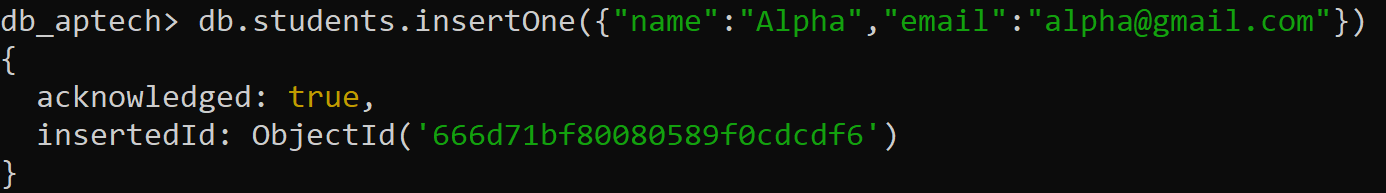 db_aptech> db.students.insertOne({"name":"Alpha","email":"alpha@gmail.com"})
{
  acknowledged: true,
  insertedId: ObjectId('666d71bf80080589f0cdcdf6')
}